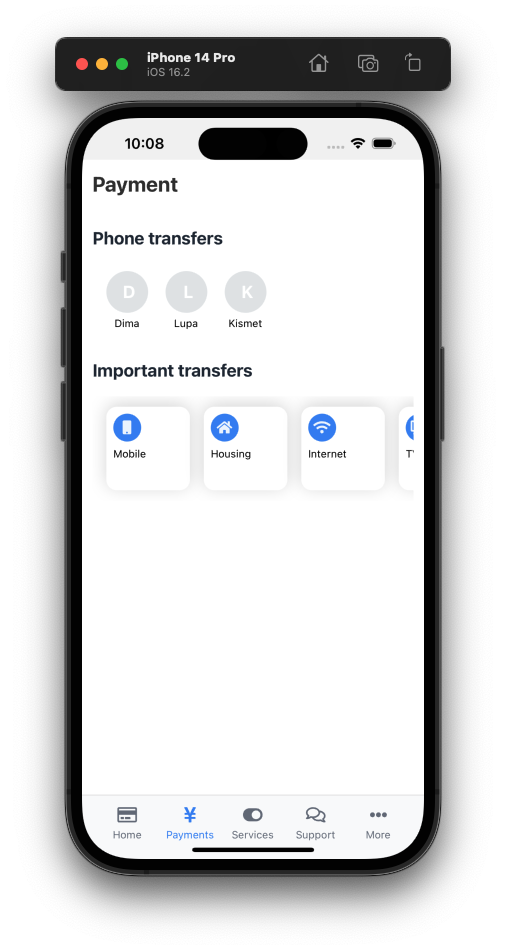 iPhone 14 Pro
iOS 16.2
10:08
Payment
Phone transfers
D L K
Dima Lupa Kismet
Important transfers
Mobile Housing Internet
¥
Home Payments Services Support More